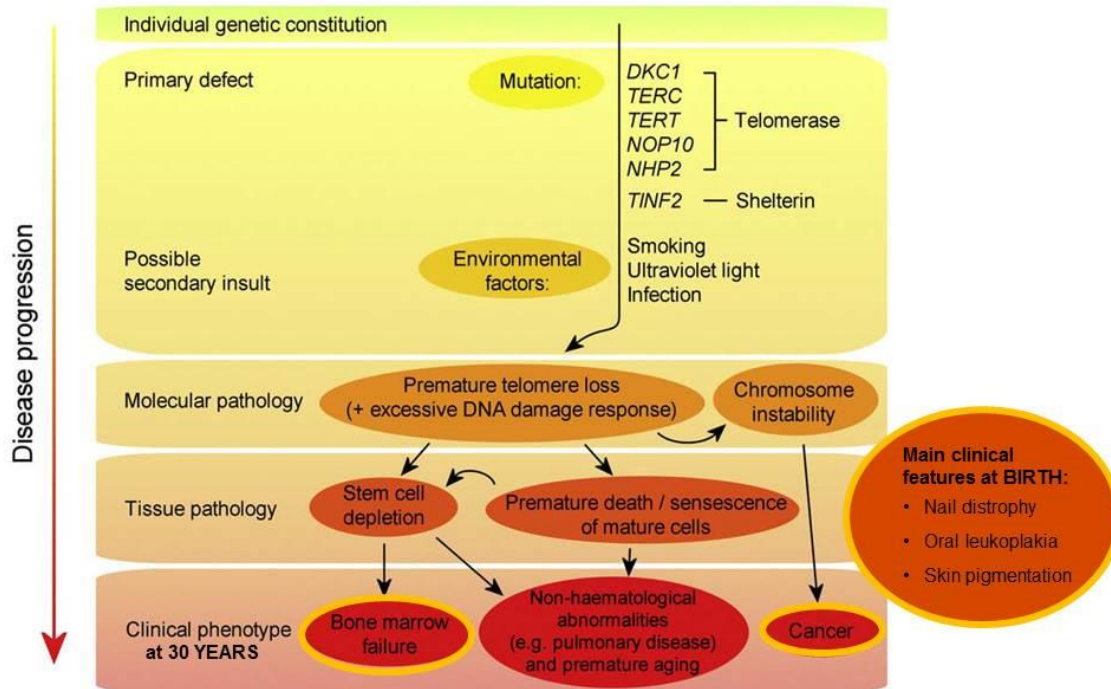 Individual genetic constitution
Primary defect
Mutation:
DKC1
TERC
TERT
NOP10
NHP2
Telomerase
TINF2
Shelterin
Possible
secondary insult
Environmental
factors:
Smoking
Ultraviolet light
Infection
Disease progression
Molecular pathology
Premature telomere loss
(+ excessive DNA damage response)
Chromosome
instability
Tissue pathology
Stem cell
depletion
Premature death / sensescence
of mature cells
Clinical phenotype
at 30 YEARS
Bone marrow
failure
Non-haematological
abnormalities
(e.g. pulmonary disease)
and premature aging
Cancer
Main clinical
features at BIRTH:
• Nail distrophy
• Oral leukoplakia
• Skin pigmentation